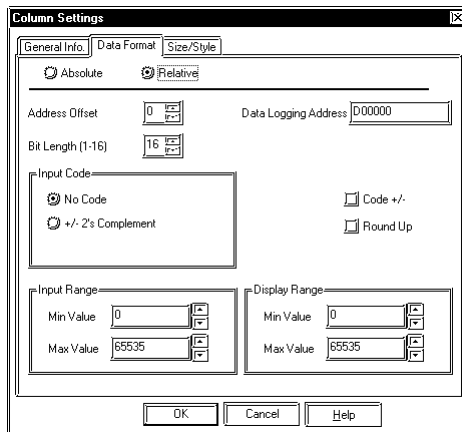 Column Settings
General Info. Data Format Size/Style
Absolute Relative
Address Offset 0 Data Logging Address D00000
Bit Length (1-16) 16
Input Code
No Code Code +/-
+/- 2's Complement Round Up
Input Range Display Range
Min Value 0 Min Value 0
Max Value 65535 Max Value 65535
OK Cancel Help